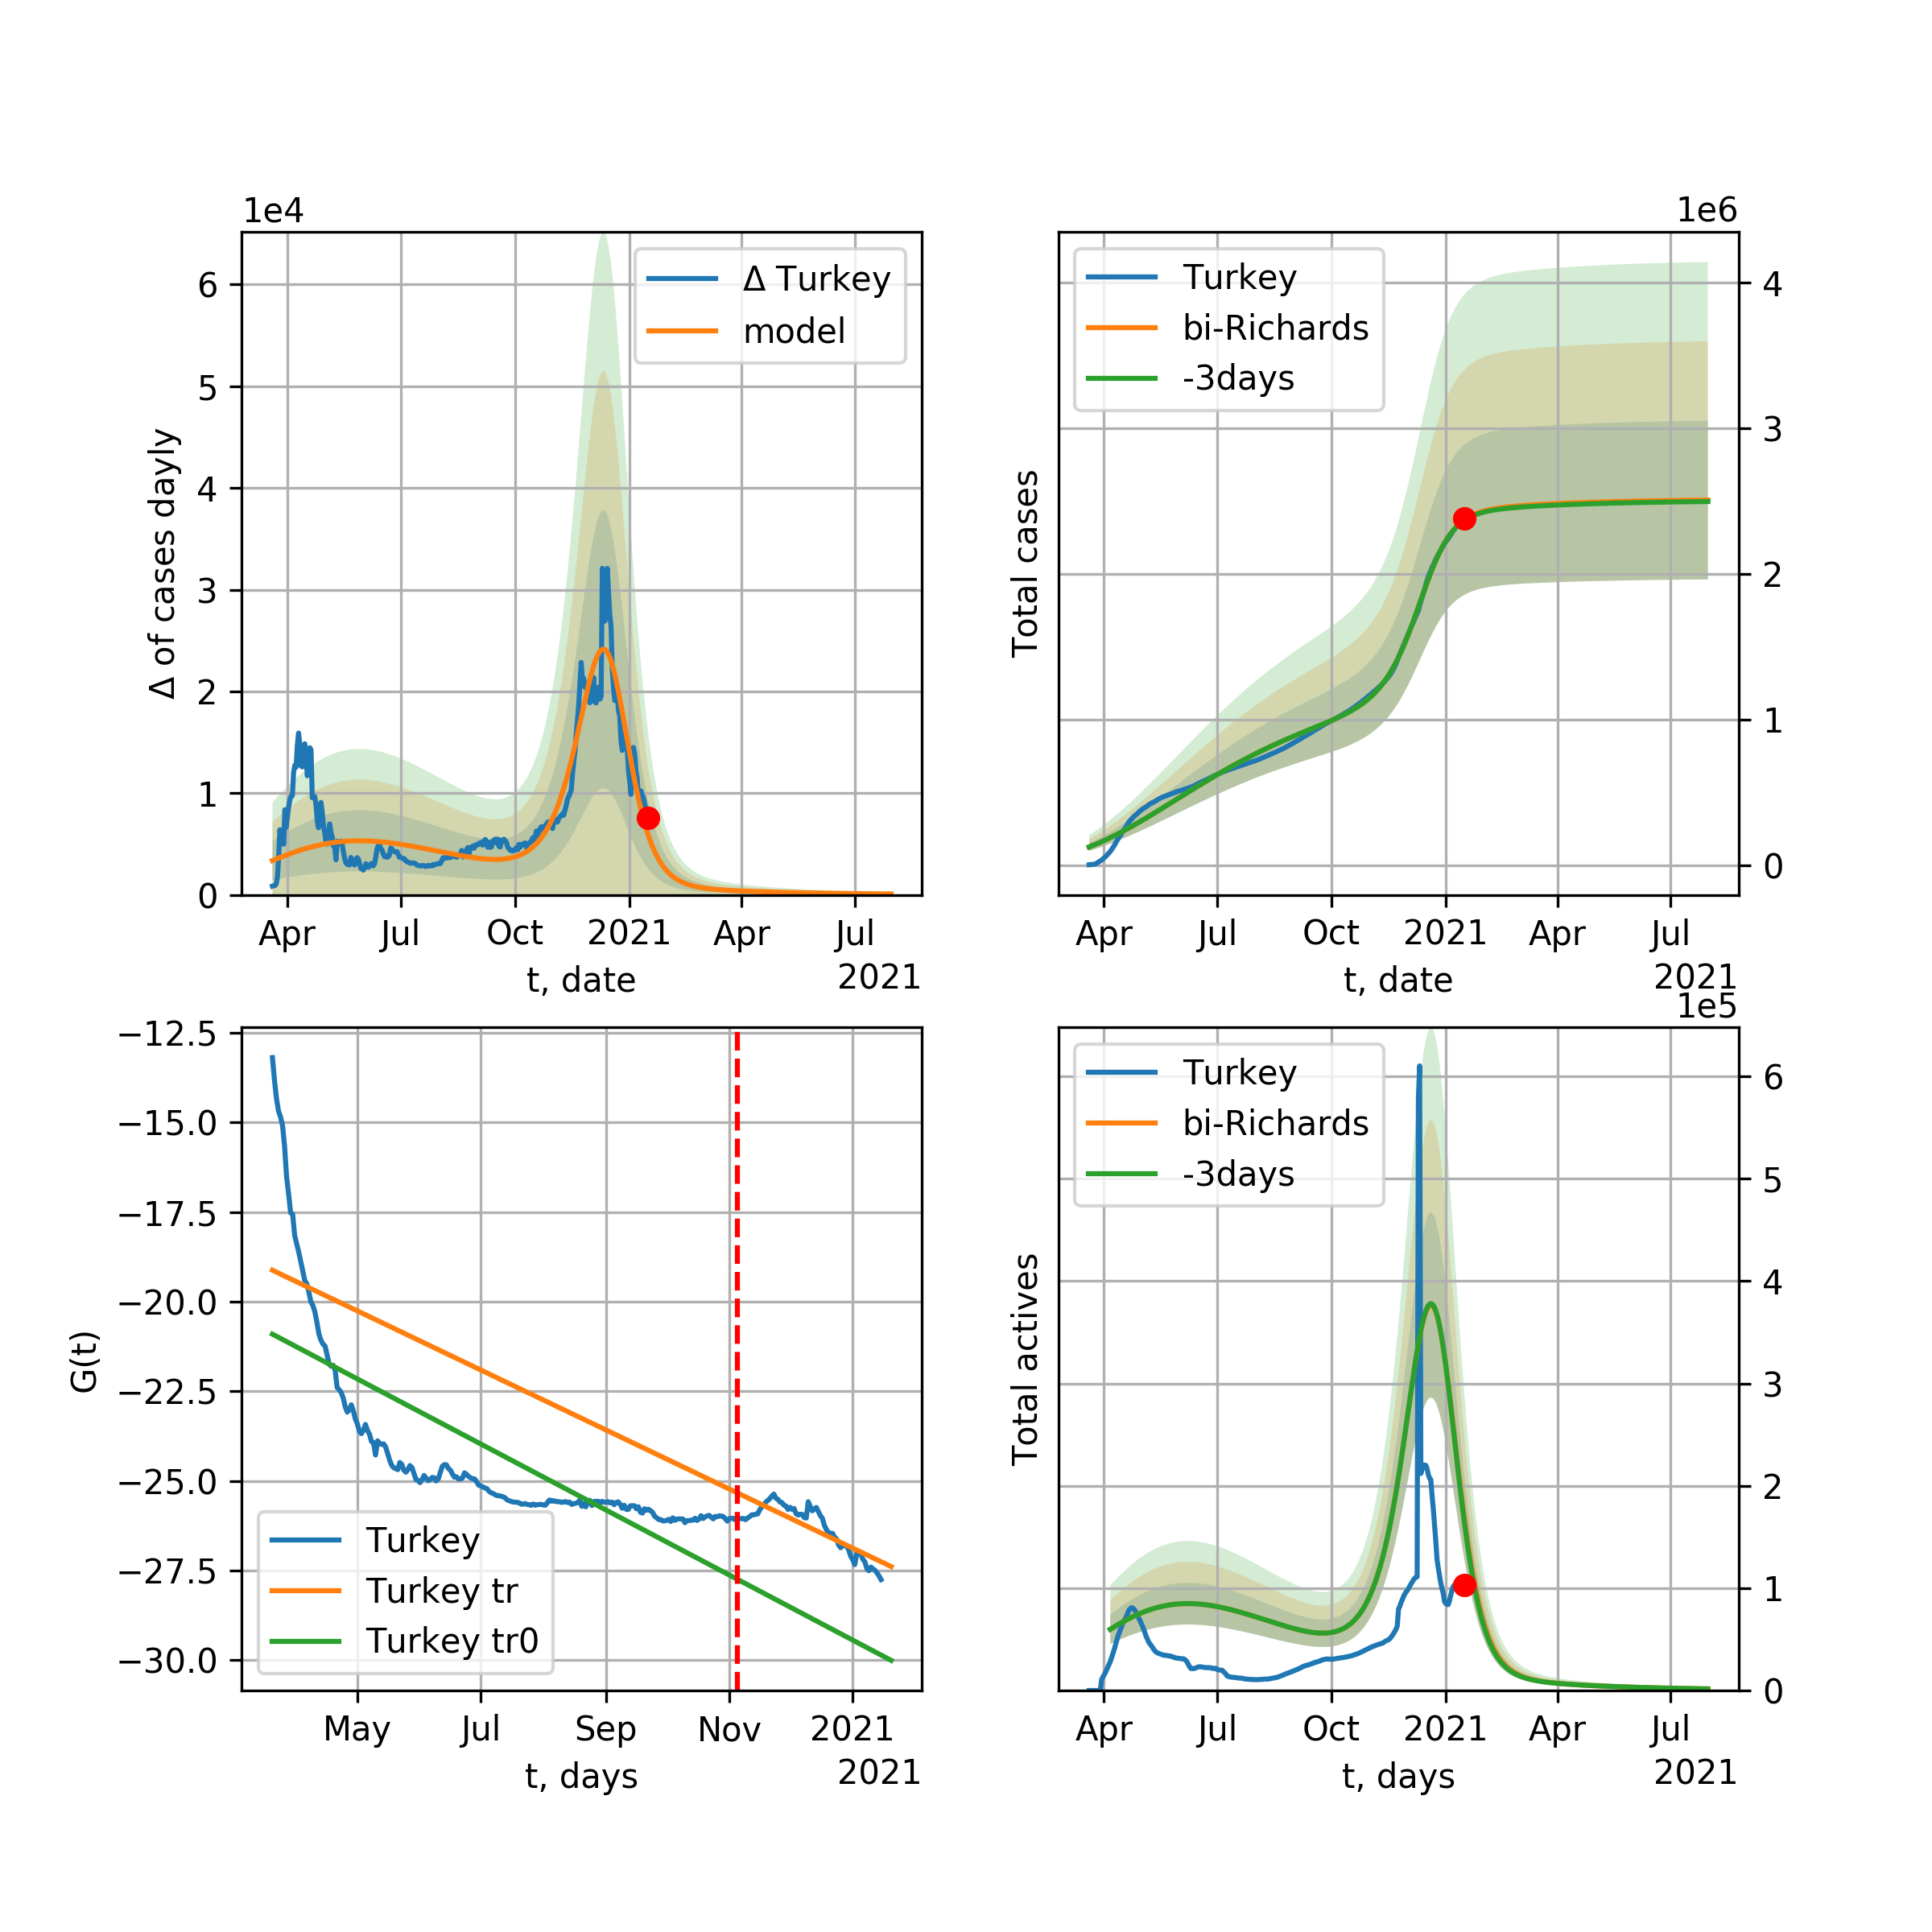 1e4
Δ of cases dayly
6
5
4
3
2
1
0
Δ Turkey
model
Apr Jul Oct 2021 Apr Jul
t, date
2021
1e6
Total cases
Turkey
bi-Richards
-3days
4
3
2
1
0
Apr Jul Oct 2021 Apr Jul
t, date
2021
G(t)
−12.5
−15.0
−17.5
−20.0
−22.5
−25.0
−27.5
−30.0
Turkey
Turkey tr
Turkey tr0
May Jul Sep Nov 2021
t, days
2021
1e5
Total actives
Turkey
bi-Richards
-3days
6
5
4
3
2
1
0
Apr Jul Oct 2021 Apr Jul
t, days
2021